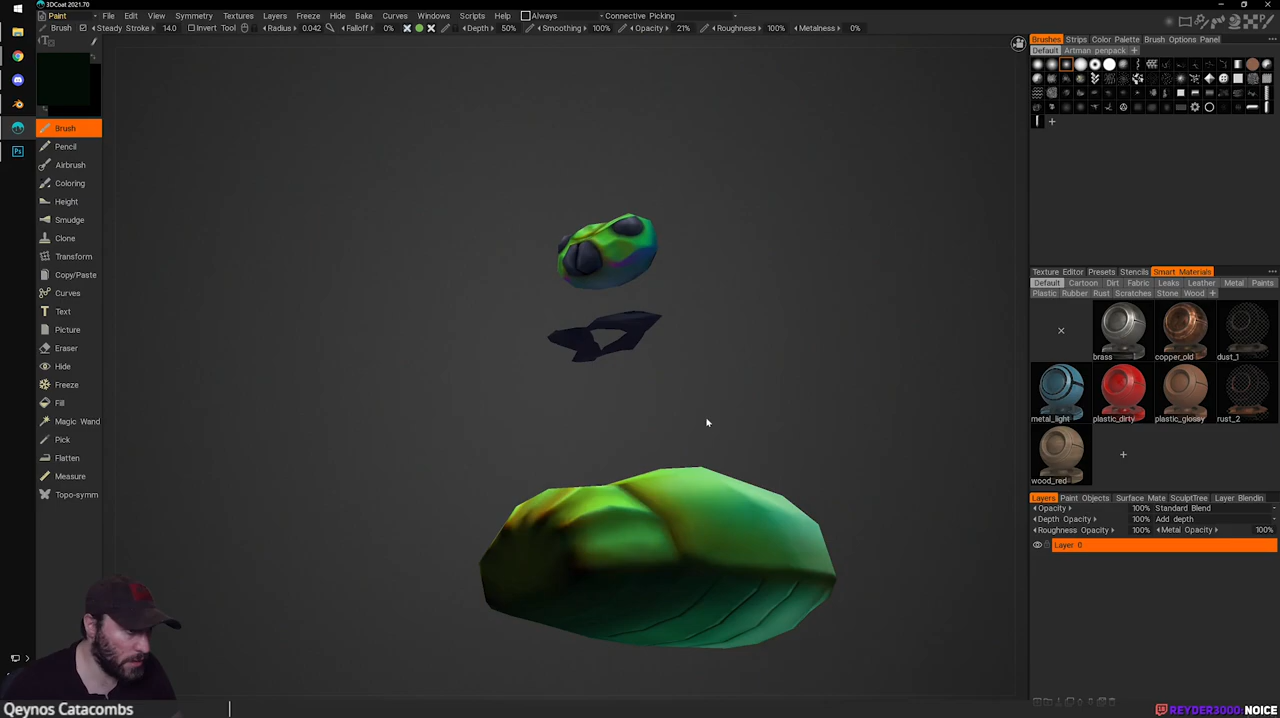 3DCoat 2021.70
Paint File Edit View Symmetry Textures Layers Freeze Hide Bake Curves Windows Scripts Help Always Connective Picking
Brush Steady Stroke 14.0 Invert Tool Radius 0.042 Falloff 0% Depth 50% Smoothing 100% Opacity 21% Roughness 100% Metalness 0%
Brushes Strips Color Palette Brush Options Panel
Default Artman penpack +
Brush
Pencil
Airbrush
Coloring
Height
Smudge
Clone
Transform
Copy/Paste
Curves
Text
Picture
Eraser
Hide
Freeze
Fill
Magic Wand
Pick
Flatten
Measure
Topo-symm
Texture Editor Presets Stencils Smart Materials
Default Cartoon Dirt Fabric Leaks Leather Metal Paints
Plastic Rubber Rust Scratches Stone Wood +
brass copper_old dust_1
metal_light plastic_dirty plastic_glossy rust_2
wood_red
Layers Paint Objects Surface Mate SculptTree Layer Blendin
Opacity 100% Standard Blend
Depth Opacity 100% Add depth
Roughness Opacity 100% Metal Opacity 100%
Layer 0
Qeynos Catacombs
REYDER3000: NOICE